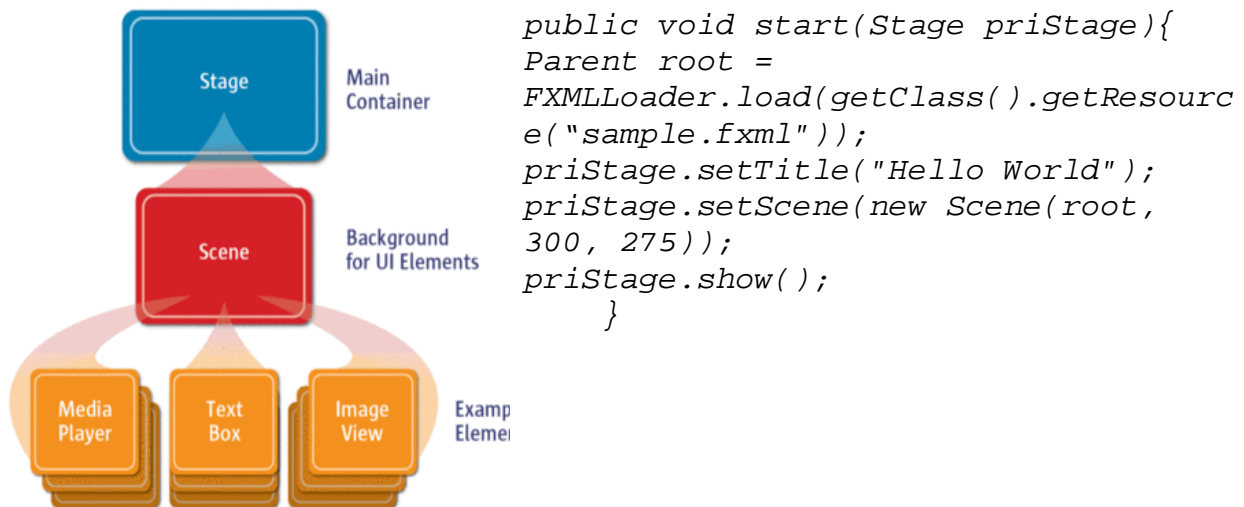 Stage
Main
Container
Scene
Background
for UI Elements
Media
Player
Text
Box
Image
View
Examp
Elemer
public void start(Stage priStage){
Parent root =
FXMLLoader.load(getClass().getResourc
e(“sample.fxml"));
priStage.setTitle("Hello World");
priStage.setScene(new Scene(root,
300, 275));
priStage.show();
}